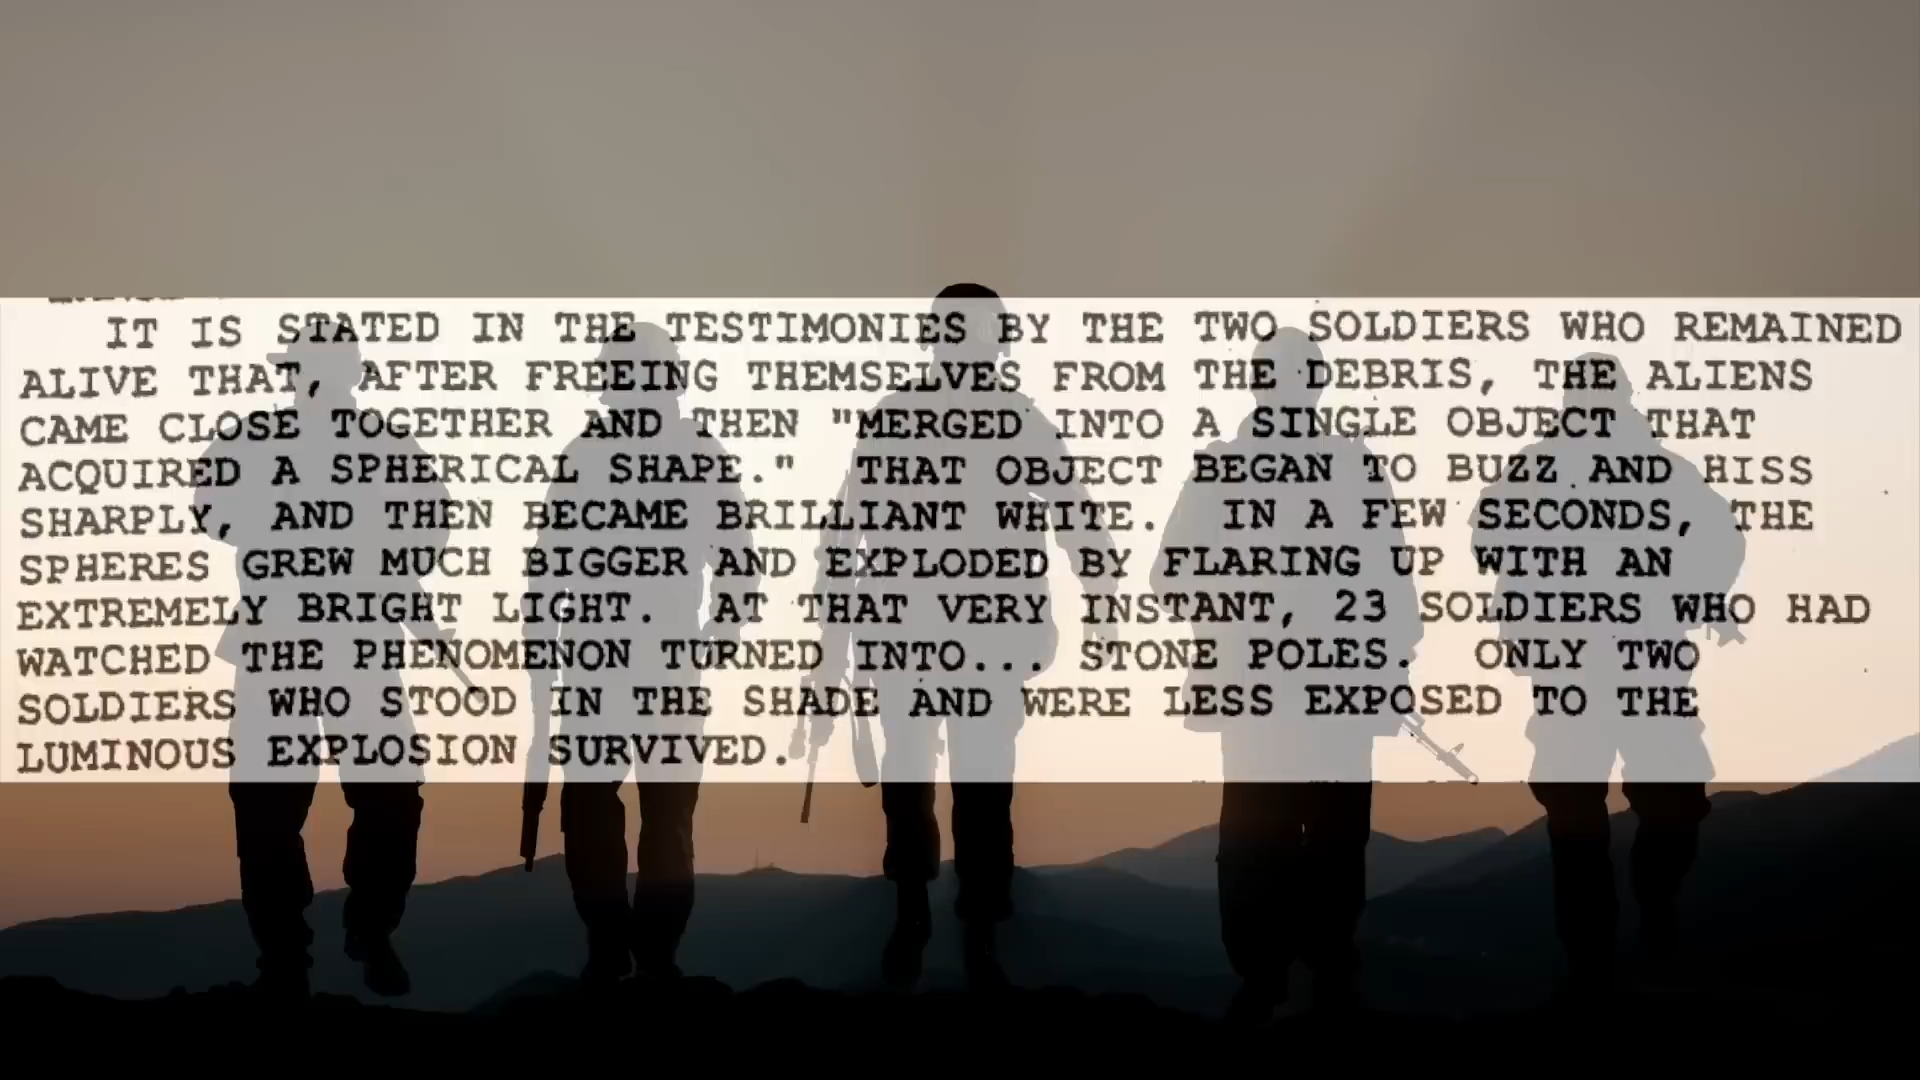 IT IS STATED IN THE TESTIMONIES BY THE TWO SOLDIERS WHO REMAINED
ALIVE THAT, AFTER FREEING THEMSELVES FROM THE DEBRIS, THE ALIENS
CAME CLOSE TOGETHER AND THEN "MERGED INTO A SINGLE OBJECT THAT
ACQUIRED A SPHERICAL SHAPE." THAT OBJECT BEGAN TO BUZZ AND HISS
SHARPLY, AND THEN BECAME BRILLIANT WHITE. IN A FEW SECONDS, THE
SPHERES GREW MUCH BIGGER AND EXPLODED BY FLARING UP WITH AN
EXTREMELY BRIGHT LIGHT. AT THAT VERY INSTANT, 23 SOLDIERS WHO HAD
WATCHED THE PHENOMENON TURNED INTO... STONE POLES. ONLY TWO
SOLDIERS WHO STOOD IN THE SHADE AND WERE LESS EXPOSED TO THE
LUMINOUS EXPLOSION SURVIVED.